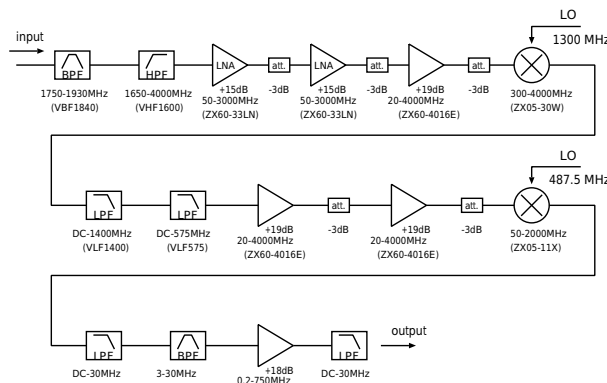 input
LO
1300 MHz
BPF
HPF
LNA
att.
LNA
att.
att.
1750-1930MHz
(VBF1840)
1650-4000MHz
(VHF1600)
+15dB
50-3000MHz
(ZX60-33LN)
-3dB
+15dB
50-3000MHz
(ZX60-33LN)
-3dB
+19dB
20-4000MHz
(ZX60-4016E)
-3dB
300-4000MHz
(ZX05-30W)
LO
487.5 MHz
LPF
LPF
att.
att.
DC-1400MHz
(VLF1400)
DC-575MHz
(VLF575)
+19dB
20-4000MHz
(ZX60-4016E)
-3dB
+19dB
20-4000MHz
(ZX60-4016E)
-3dB
50-2000MHz
(ZX05-11X)
output
LPF
BPF
LPF
DC-30MHz
3-30MHz
+18dB
0.2-750MHz
DC-30MHz